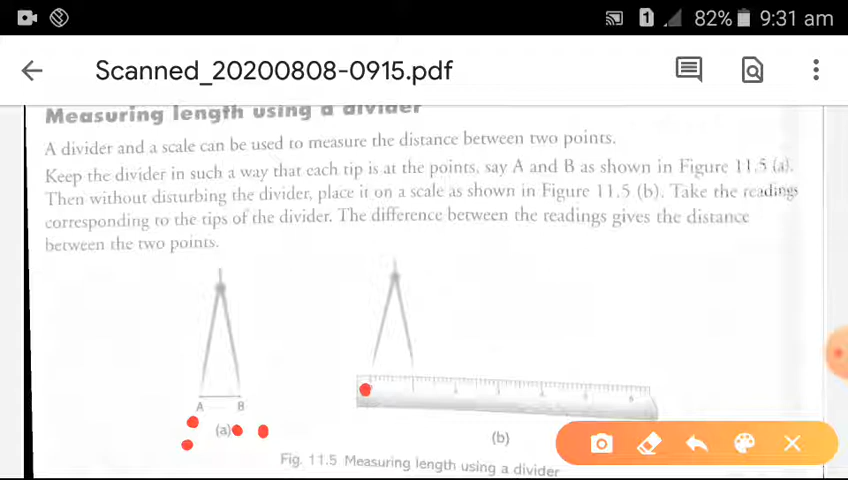 1 82% 9:31 am
Scanned_20200808-0915.pdf
Measuring length using a divider
A divider and a scale can be used to measure the distance between two points.
Keep the divider in such a way that each tip is at the points, say A and B as shown in Figure 11.5 (a).
Then without disturbing the divider, place it on a scale as shown in Figure 11.5 (b). Take the readings
corresponding to the tips of the divider. The difference between the readings gives the distance
between the two points.
A B
(a)
(b)
Fig. 11.5 Measuring length using a divider